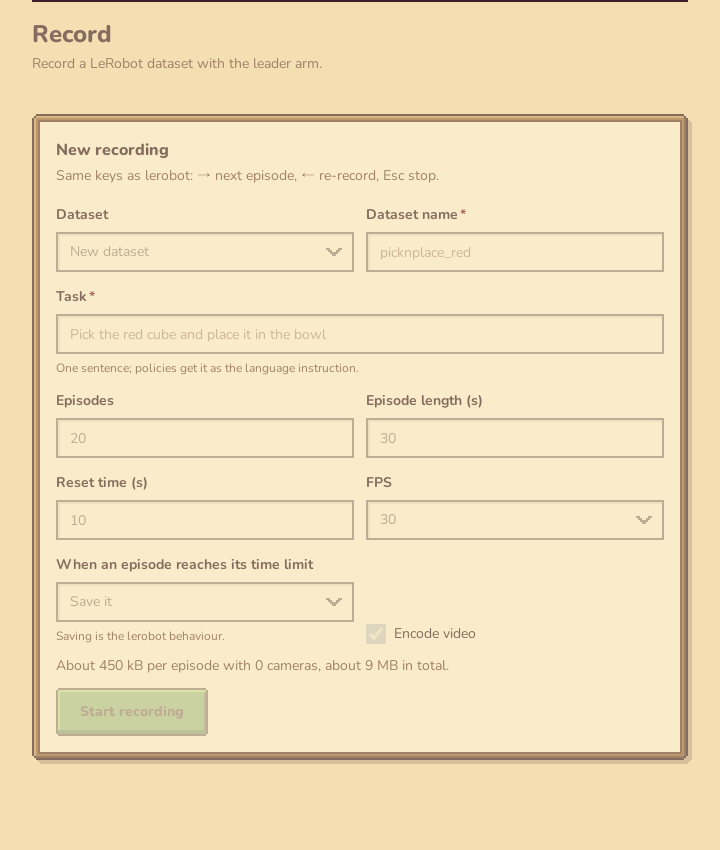 Record
Record a LeRobot dataset with the leader arm.
New recording
Same keys as lerobot: → next episode, ← re-record, Esc stop.
Dataset
Dataset name *
New dataset
picknplace_red
Task *
Pick the red cube and place it in the bowl
One sentence; policies get it as the language instruction.
Episodes
Episode length (s)
20
30
Reset time (s)
FPS
10
30
When an episode reaches its time limit
Save it
Encode video
Saving is the lerobot behaviour.
About 450 kB per episode with 0 cameras, about 9 MB in total.
Start recording